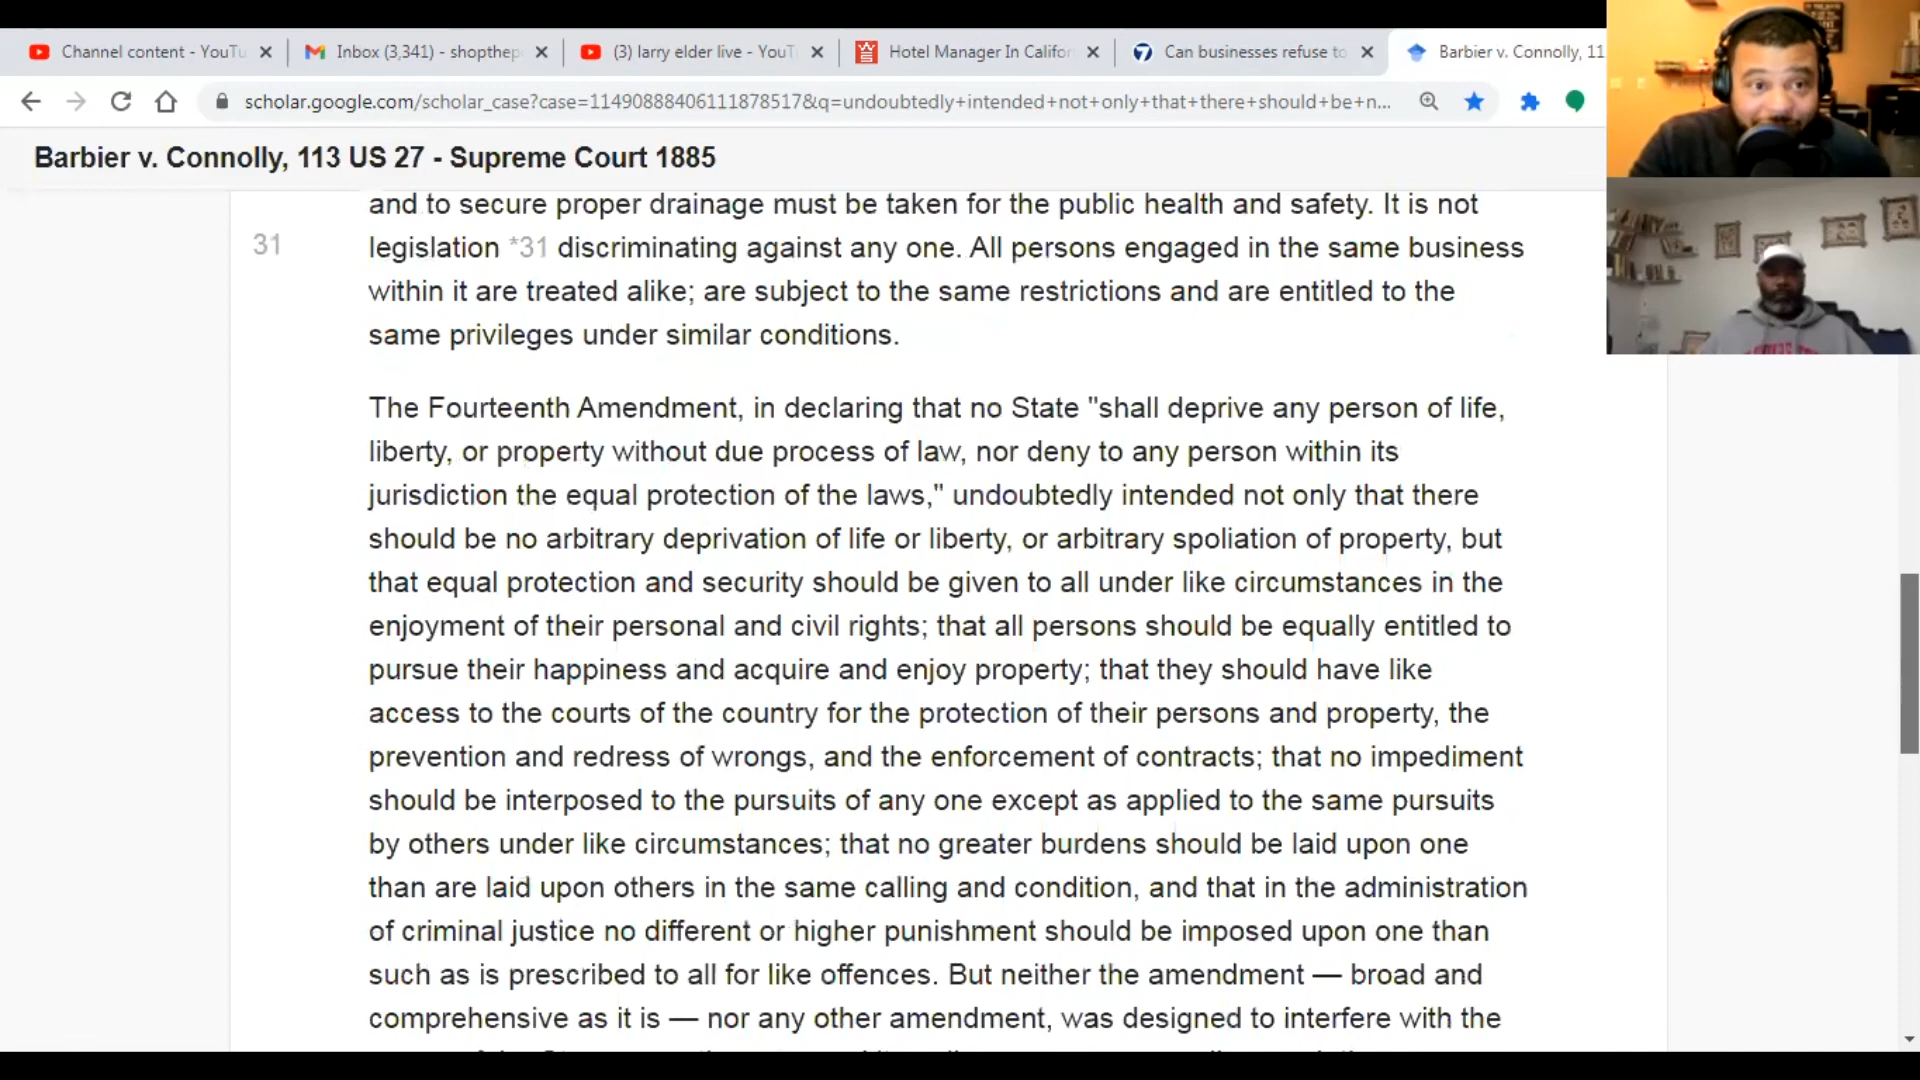 Channel content - YouTu
Inbox (3,341) - shopthep
(3) larry elder live - YouT
Hotel Manager In Califor
Can businesses refuse to
Barbier v. Connolly, 11
scholar.google.com/scholar_case?case=11490888406111878517&q=undoubtedly+intended+not+only+that+there+should+be+n...
Barbier v. Connolly, 113 US 27 - Supreme Court 1885
and to secure proper drainage must be taken for the public health and safety. It is not
31 legislation *31 discriminating against any one. All persons engaged in the same business
within it are treated alike; are subject to the same restrictions and are entitled to the
same privileges under similar conditions.
The Fourteenth Amendment, in declaring that no State "shall deprive any person of life,
liberty, or property without due process of law, nor deny to any person within its
jurisdiction the equal protection of the laws," undoubtedly intended not only that there
should be no arbitrary deprivation of life or liberty, or arbitrary spoliation of property, but
that equal protection and security should be given to all under like circumstances in the
enjoyment of their personal and civil rights; that all persons should be equally entitled to
pursue their happiness and acquire and enjoy property; that they should have like
access to the courts of the country for the protection of their persons and property, the
prevention and redress of wrongs, and the enforcement of contracts; that no impediment
should be interposed to the pursuits of any one except as applied to the same pursuits
by others under like circumstances; that no greater burdens should be laid upon one
than are laid upon others in the same calling and condition, and that in the administration
of criminal justice no different or higher punishment should be imposed upon one than
such as is prescribed to all for like offences. But neither the amendment — broad and
comprehensive as it is — nor any other amendment, was designed to interfere with the